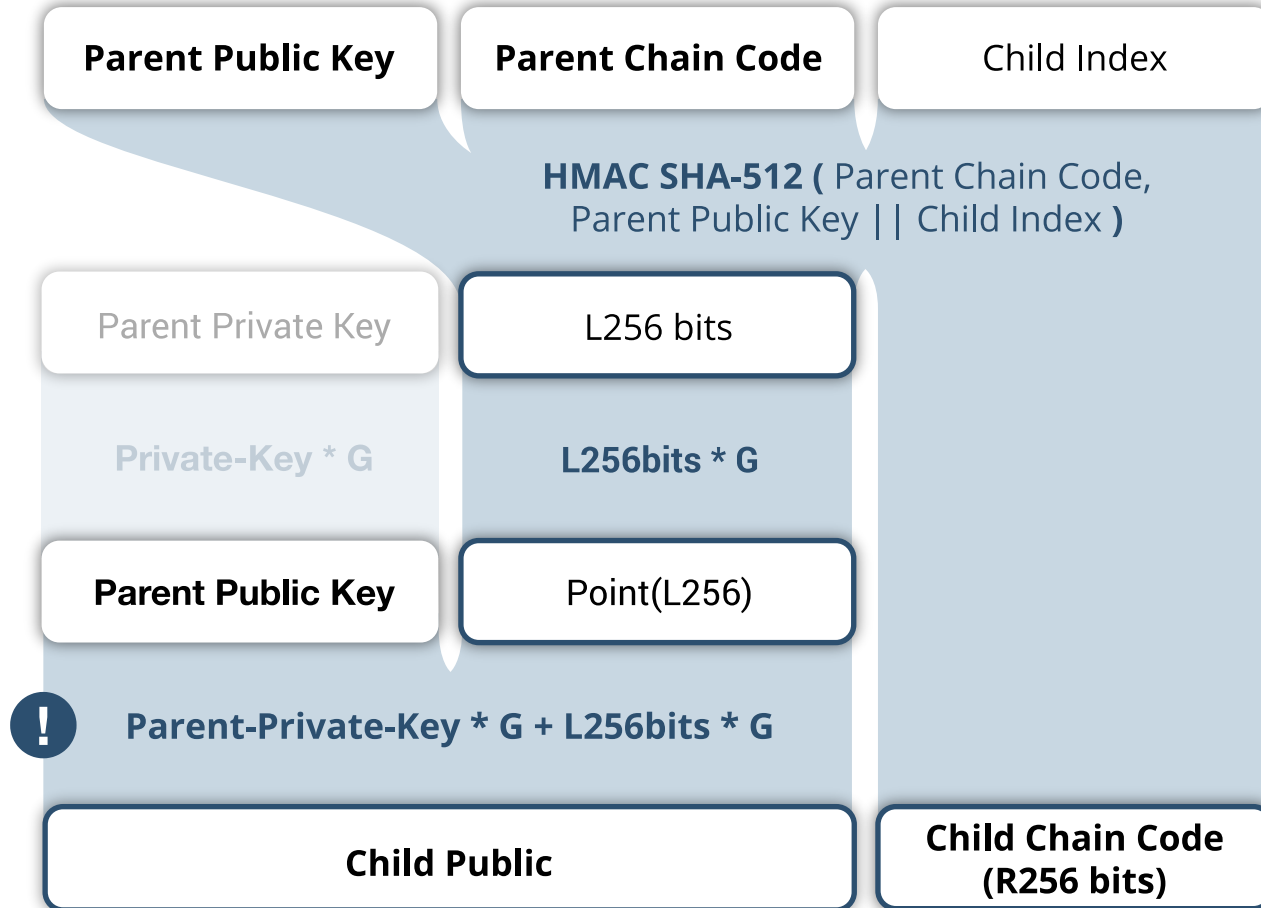 Parent Public Key
Parent Chain Code
Child Index
HMAC SHA-512 ( Parent Chain Code,
Parent Public Key || Child Index )
Parent Private Key
L256 bits
Private-Key * G
L256bits * G
Parent Public Key
Point(L256)
!
Parent-Private-Key * G + L256bits * G
Child Public
Child Chain Code
(R256 bits)